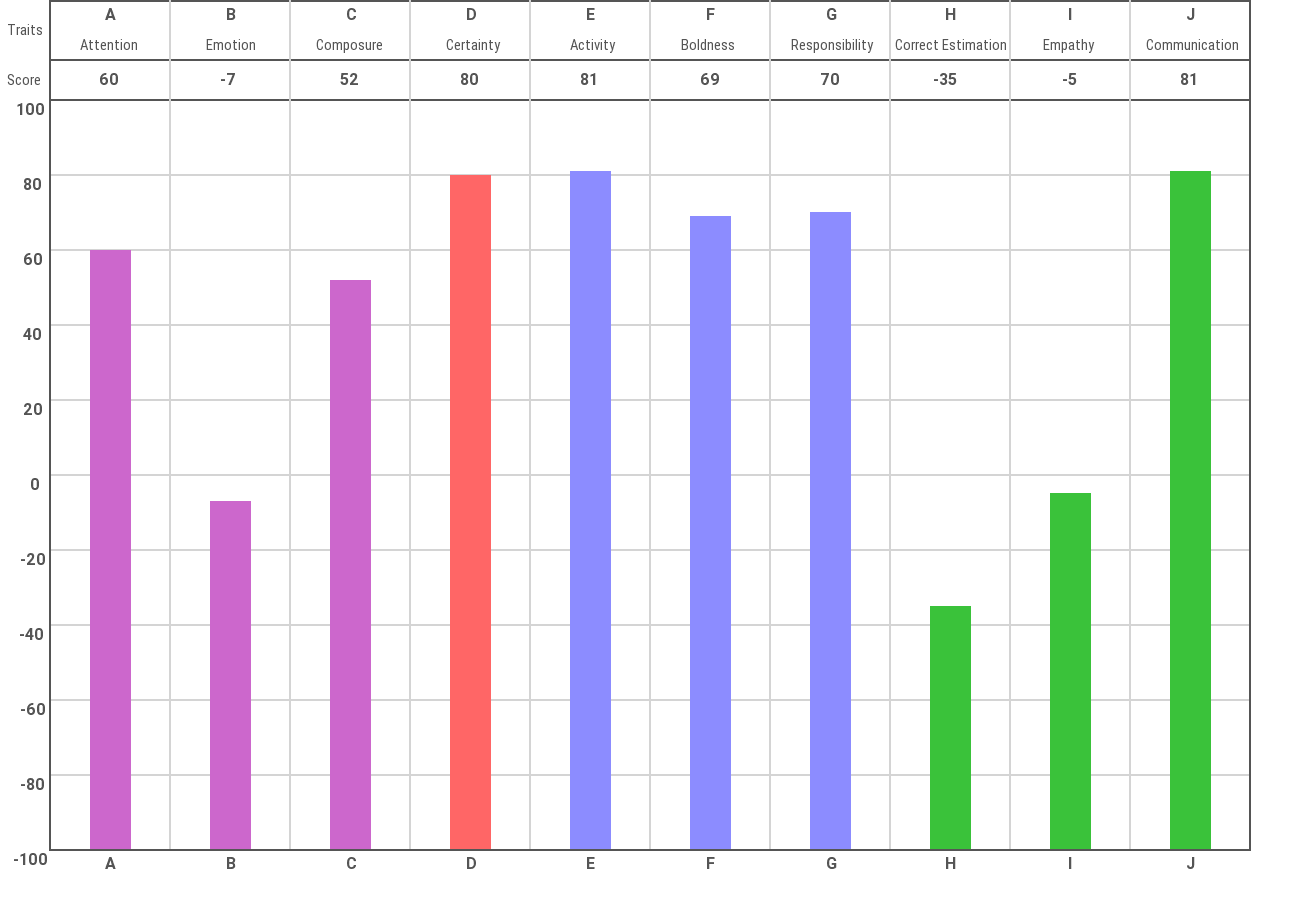 A B C D E F G H I J
Traits
Attention Emotion Composure Certainty Activity Boldness Responsibility Correct Estimation Empathy Communication
Score 60 -7 52 80 81 69 70 -35 -5 81
100
80
60
40
20
0
-20
-40
-60
-80
-100
A B C D E F G H I J